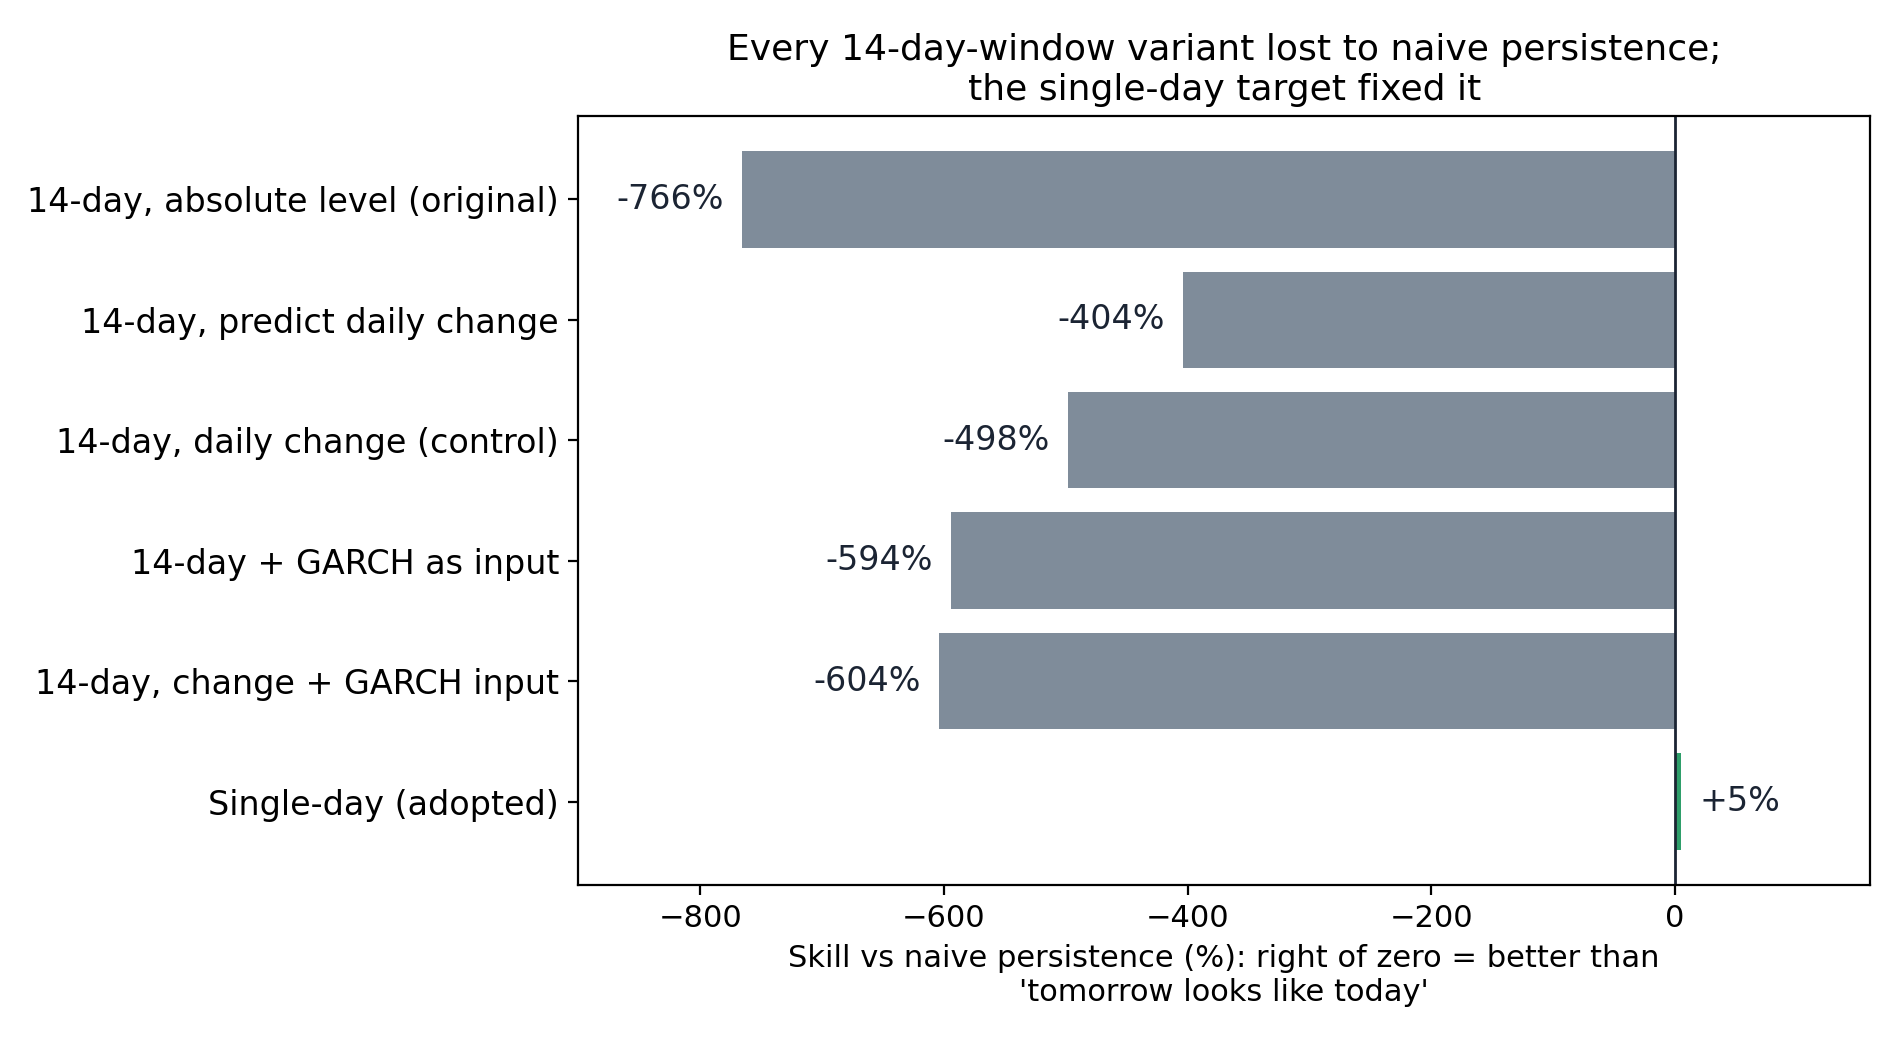 Every 14-day-window variant lost to naive persistence;
the single-day target fixed it
14-day, absolute level (original)
-766%
14-day, predict daily change
-404%
14-day, daily change (control)
-498%
14-day + GARCH as input
-594%
14-day, change + GARCH input
-604%
Single-day (adopted)
+5%
−800 −600 −400 −200 0
Skill vs naive persistence (%): right of zero = better than
'tomorrow looks like today'